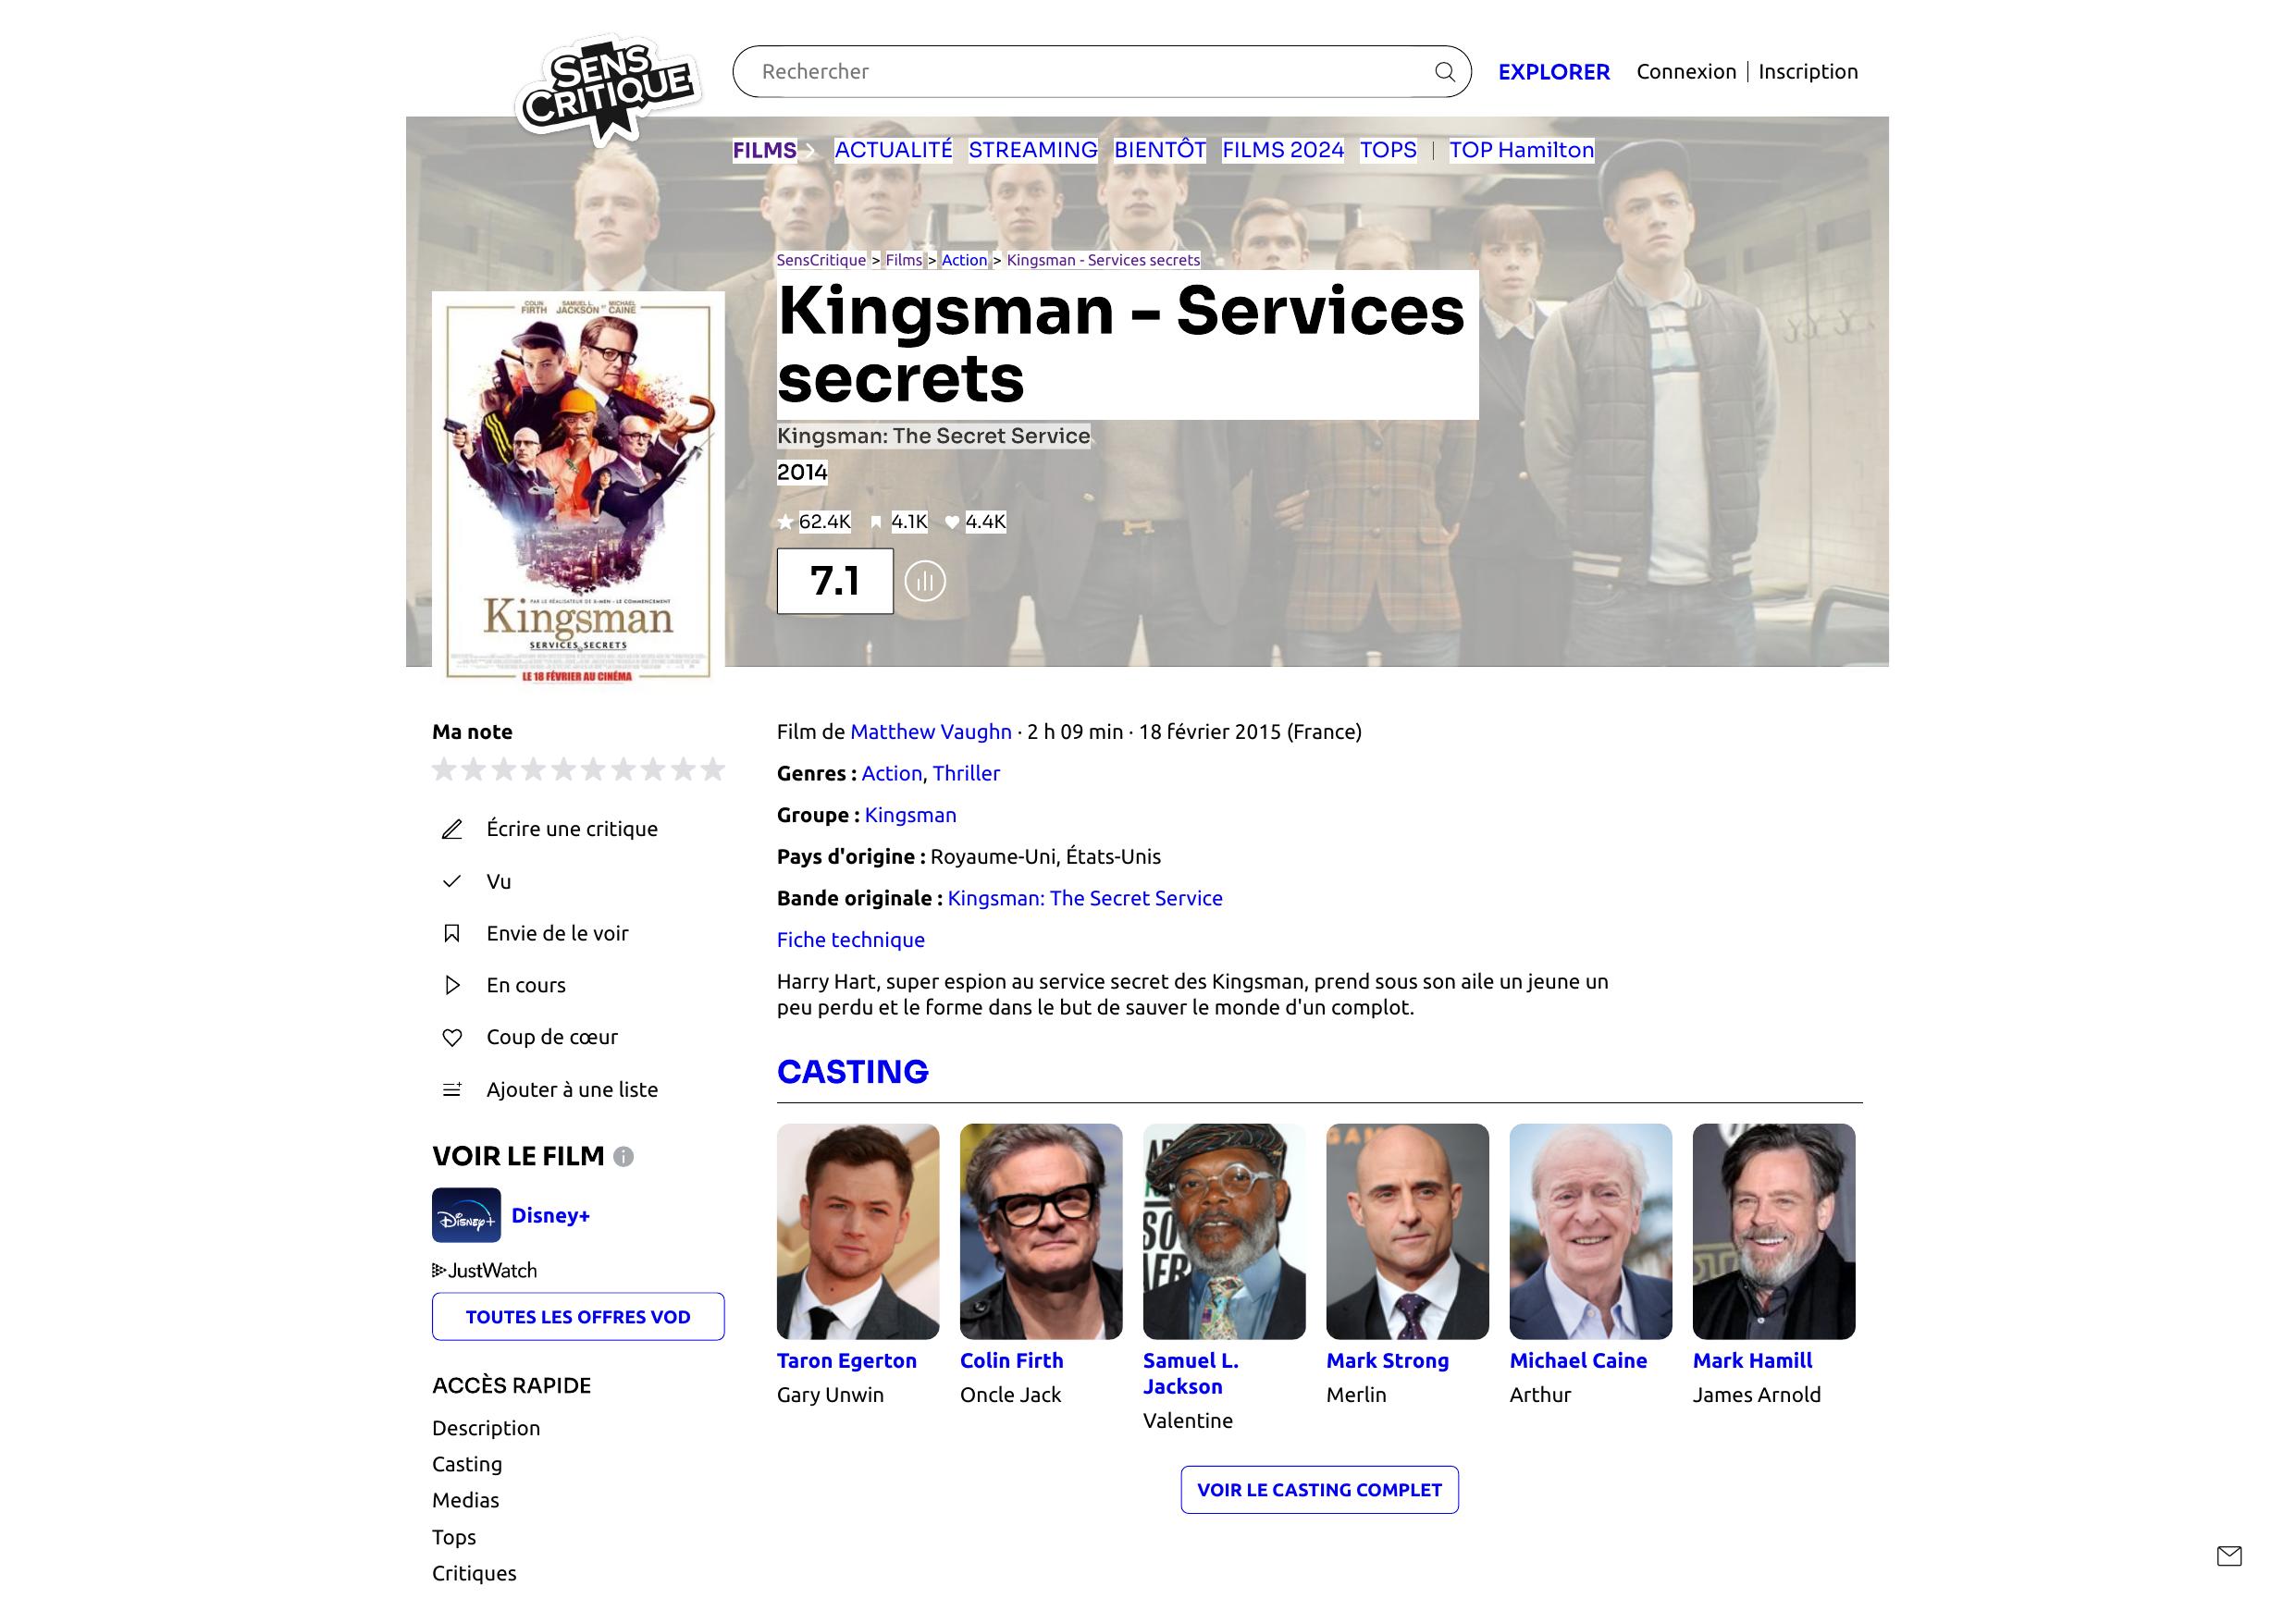 SENS
CRITIQUE
Rechercher
EXPLORER
Connexion | Inscription
FILMS
ACTUALITÉ STREAMING BIENTÔT FILMS 2024 TOPS | TOP Hamilton
SensCritique > Films > Action > Kingsman - Services secrets
Kingsman - Services
secrets
Kingsman: The Secret Service
2014
62.4K 4.1K 4.4K
7.1
COLIN SAMUEL L. ET MICHAEL
FIRTH JACKSON CAINE
PAR LE RÉALISATEUR DE X-MEN - LE COMMENCEMENT
Kingsman
SERVICES SECRETS
LE 18 FÉVRIER AU CINÉMA
Ma note
Écrire une critique
Vu
Envie de le voir
En cours
Coup de cœur
Ajouter à une liste
VOIR LE FILM
Disney+
Disney+
JustWatch
TOUTES LES OFFRES VOD
ACCÈS RAPIDE
Description
Casting
Medias
Tops
Critiques
Film de Matthew Vaughn · 2 h 09 min · 18 février 2015 (France)
Genres : Action, Thriller
Groupe : Kingsman
Pays d'origine : Royaume-Uni, États-Unis
Bande originale : Kingsman: The Secret Service
Fiche technique
Harry Hart, super espion au service secret des Kingsman, prend sous son aile un jeune un
peu perdu et le forme dans le but de sauver le monde d'un complot.
CASTING
Taron Egerton
Gary Unwin
Colin Firth
Oncle Jack
Samuel L.
Jackson
Valentine
Mark Strong
Merlin
Michael Caine
Arthur
Mark Hamill
James Arnold
VOIR LE CASTING COMPLET